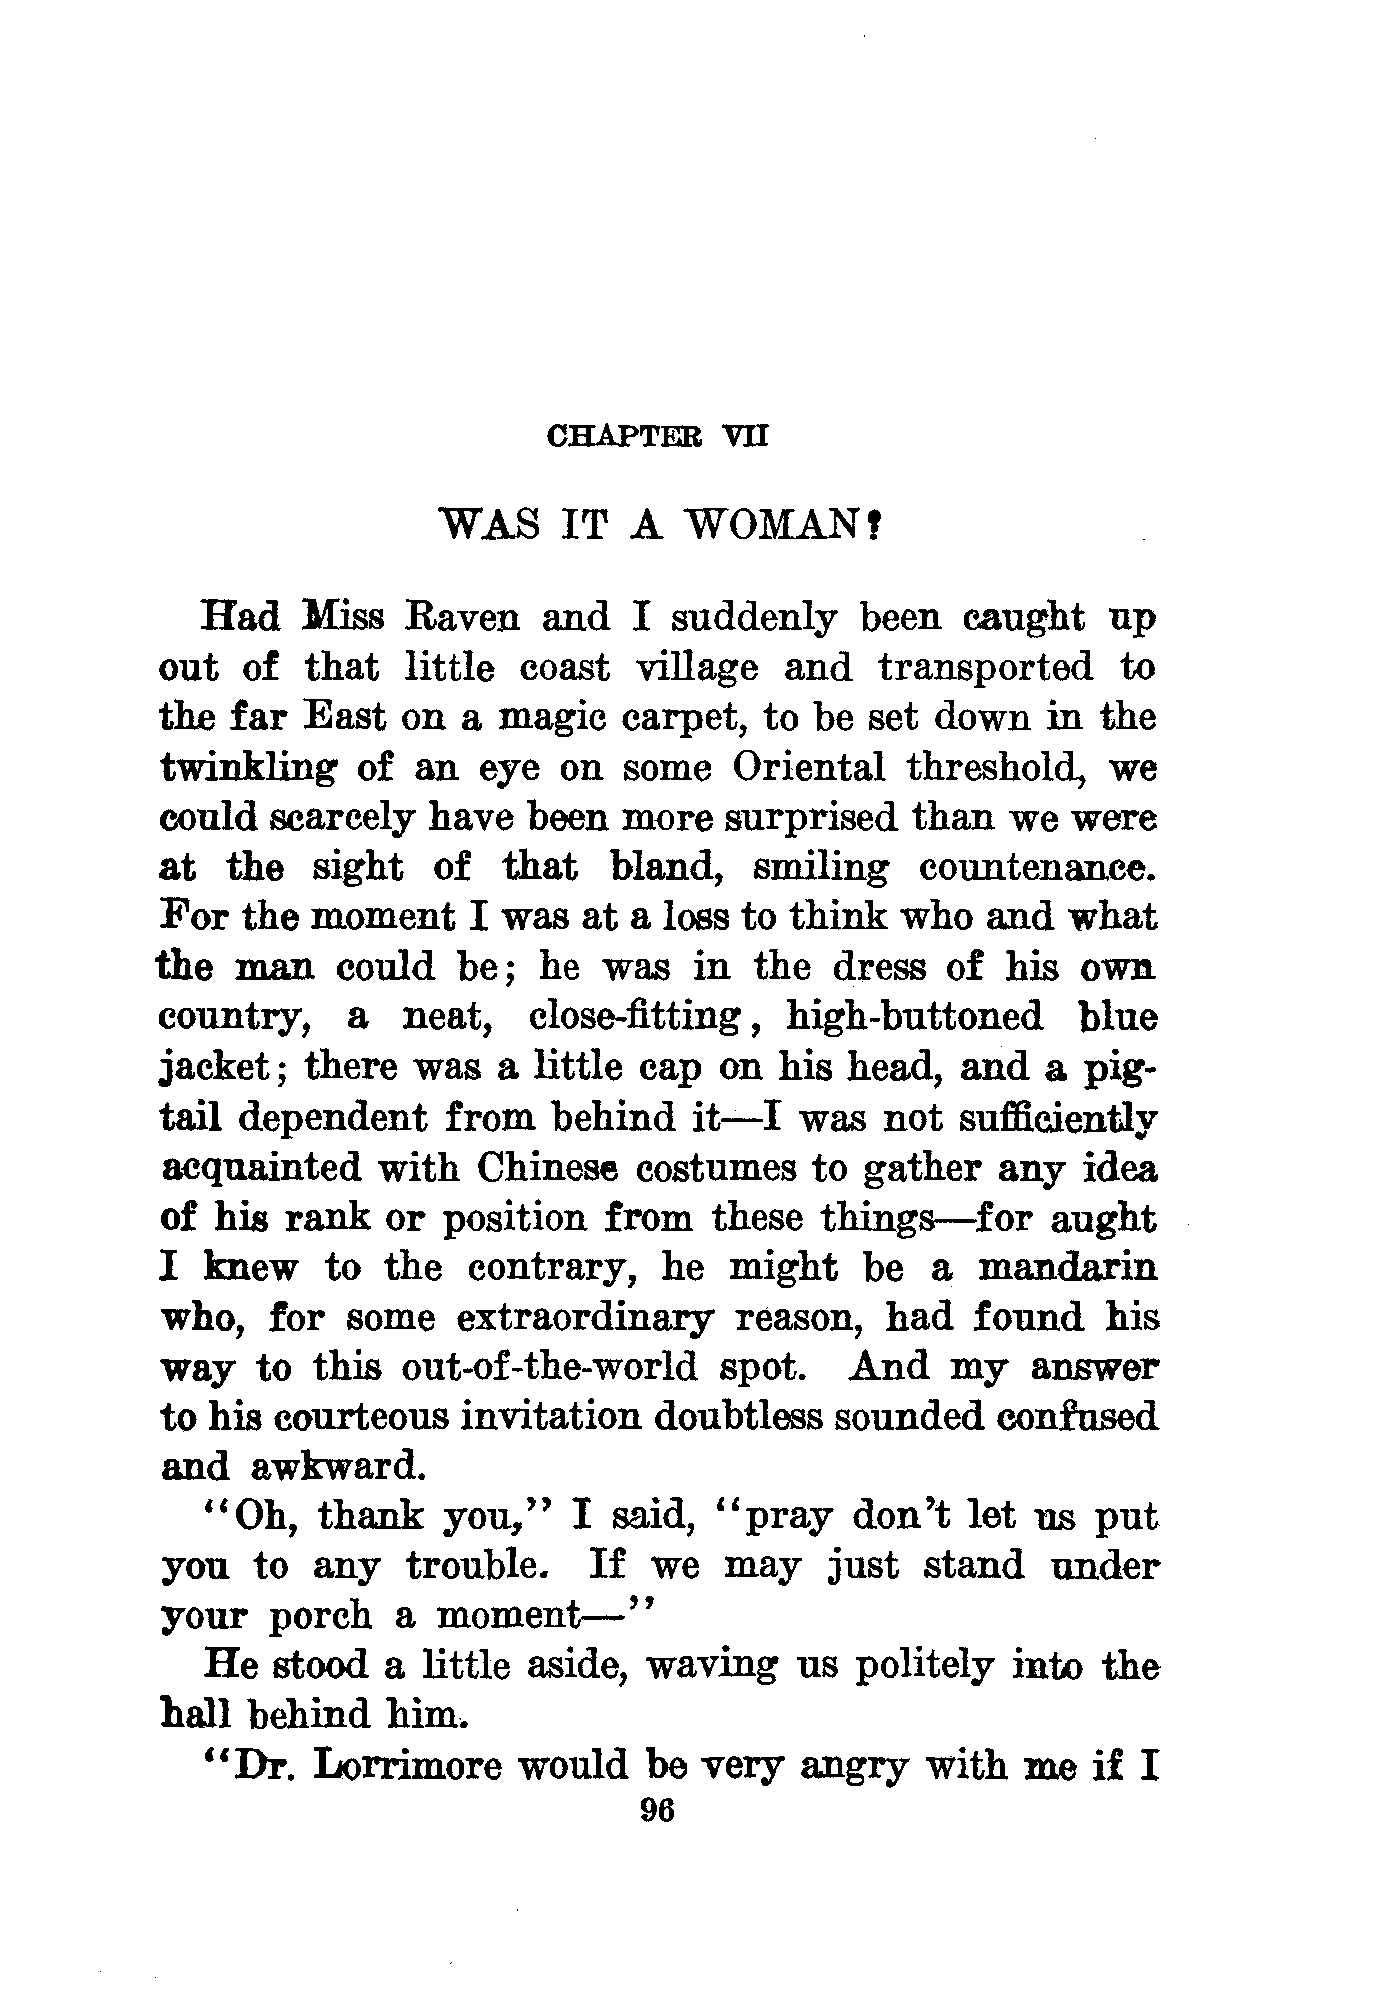 CHAPTER VII
WAS IT A WOMAN?
Had Miss Raven and I suddenly been caught up
out of that little coast village and transported to
the far East on a magic carpet, to be set down in the
twinkling of an eye on some Oriental threshold, we
could scarcely have been more surprised than we were
at the sight of that bland, smiling countenance.
For the moment I was at a loss to think who and what
the man could be; he was in the dress of his own
country, a neat, close-fitting, high-buttoned blue
jacket; there was a little cap on his head, and a pig-
tail dependent from behind it—I was not sufficiently
acquainted with Chinese costumes to gather any idea
of his rank or position from these things—for aught
I knew to the contrary, he might be a mandarin
who, for some extraordinary reason, had found his
way to this out-of-the-world spot. And my answer
to his courteous invitation doubtless sounded confused
and awkward.
"Oh, thank you," I said, "pray don't let us put
you to any trouble. If we may just stand under
your porch a moment—"
He stood a little aside, waving us politely into the
hall behind him.
"Dr. Lorrimore would be very angry with me if I
96